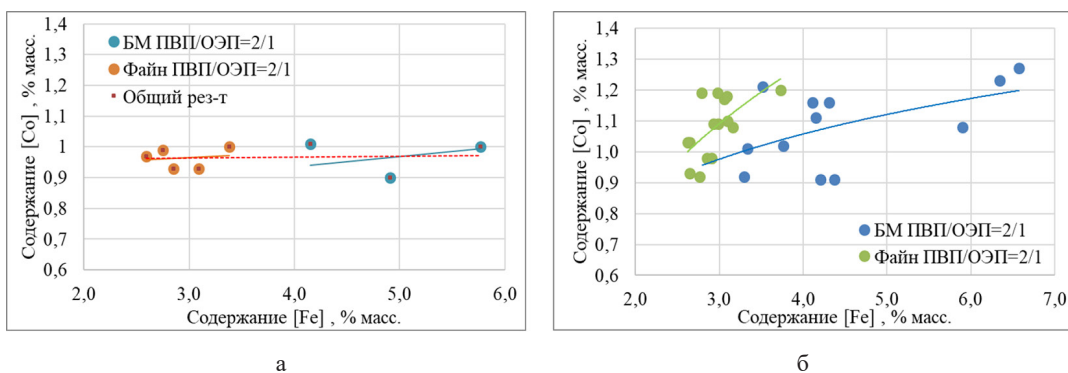 1,4
1,3
1,2
1,1
1
0,9
0,8
0,7
0,6
Содержание [Co] , % масс.
БМ ПВП/ОЭП=2/1
Файн ПВП/ОЭП=2/1
Общий рез-т
2,0 3,0 4,0 5,0 6,0
Содержание [Fe] , % масс.
а
1,4
1,3
1,2
1,1
1,0
0,9
0,8
0,7
0,6
Содержание [Co] , % масс.
БМ ПВП/ОЭП=2/1
Файн ПВП/ОЭП=2/1
2,0 3,0 4,0 5,0 6,0 7,0
Содержание [Fe] , % масс.
б